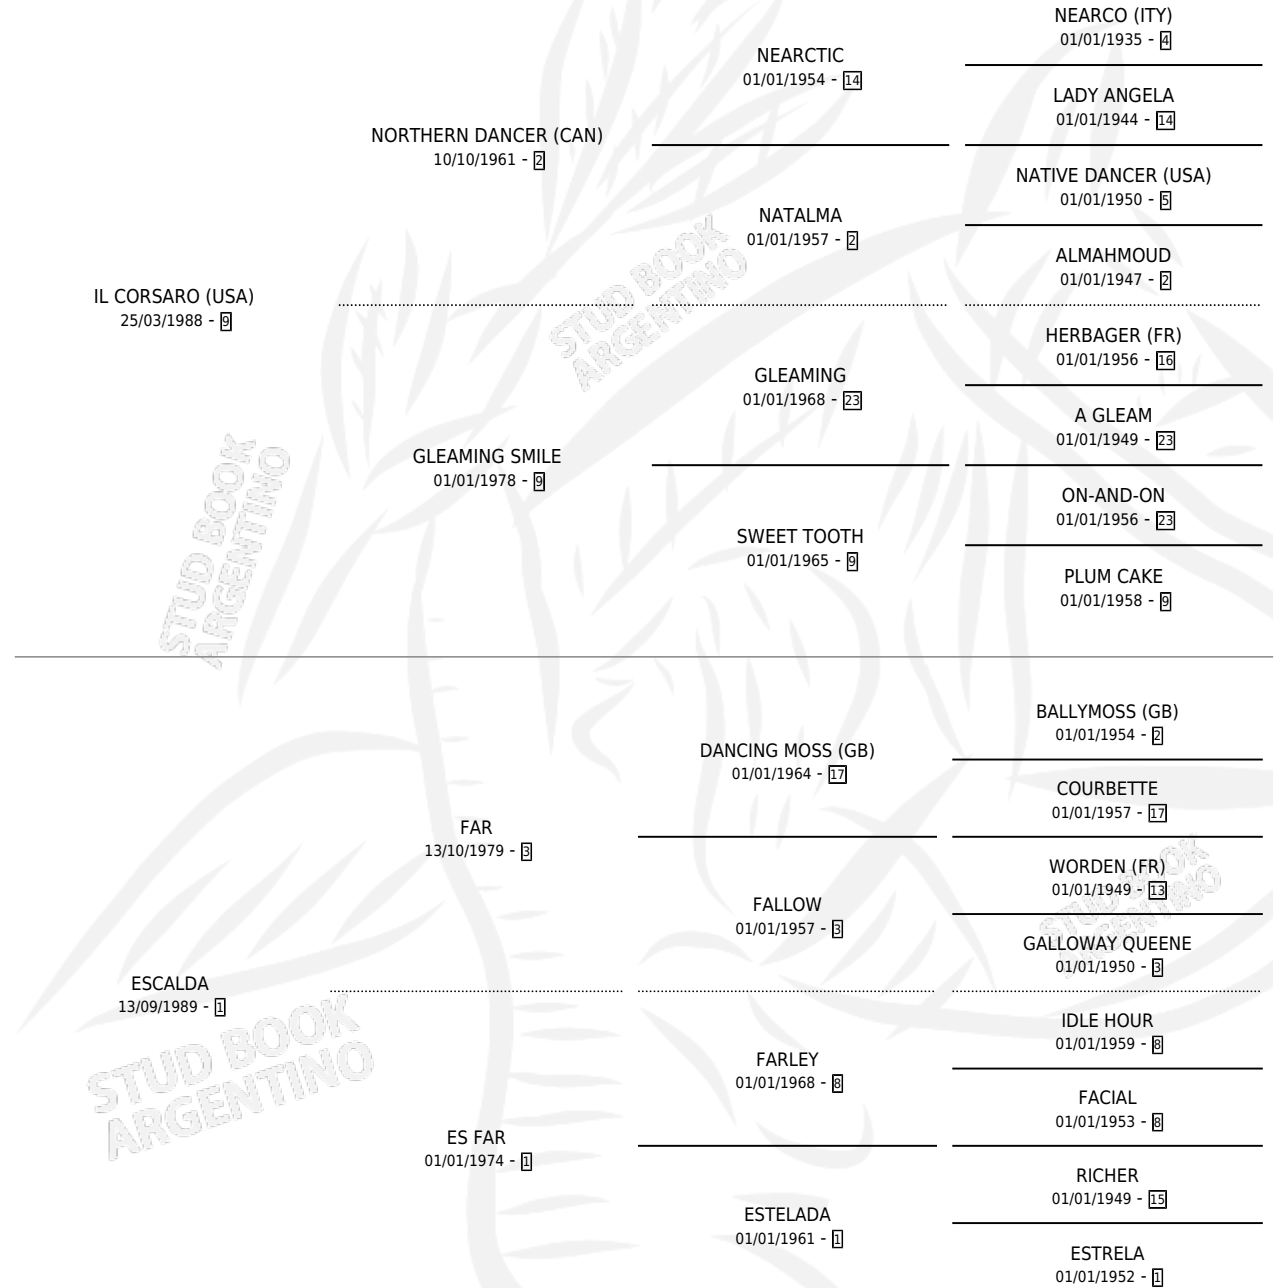 IL CORSARO (USA)
25/03/1988 - 9
NORTHERN DANCER (CAN)
10/10/1961 - 2
NEARCTIC
01/01/1954 - 14
NEARCO (ITY)
01/01/1935 - 4
LADY ANGELA
01/01/1944 - 14
NATALMA
01/01/1957 - 2
NATIVE DANCER (USA)
01/01/1950 - 5
ALMAHMOUD
01/01/1947 - 2
GLEAMING SMILE
01/01/1978 - 9
GLEAMING
01/01/1968 - 23
HERBAGER (FR)
01/01/1956 - 16
A GLEAM
01/01/1949 - 23
SWEET TOOTH
01/01/1965 - 9
ON-AND-ON
01/01/1956 - 23
PLUM CAKE
01/01/1958 - 9
ESCALDA
13/09/1989 - 1
FAR
13/10/1979 - 3
DANCING MOSS (GB)
01/01/1964 - 17
BALLYMOSS (GB)
01/01/1954 - 2
COURBETTE
01/01/1957 - 17
FALLOW
01/01/1957 - 3
WORDEN (FR)
01/01/1949 - 13
GALLOWAY QUEENE
01/01/1950 - 3
ES FAR
01/01/1974 - 1
FARLEY
01/01/1968 - 8
IDLE HOUR
01/01/1959 - 8
FACIAL
01/01/1953 - 8
ESTELADA
01/01/1961 - 1
RICHER
01/01/1949 - 15
ESTRELA
01/01/1952 - 1
STUD BOOK
ARGENTINO
STUD BOOK
ARGENTINO
STUD BOOK
ARGENTINO
STUD BOOK
ARGENTINO